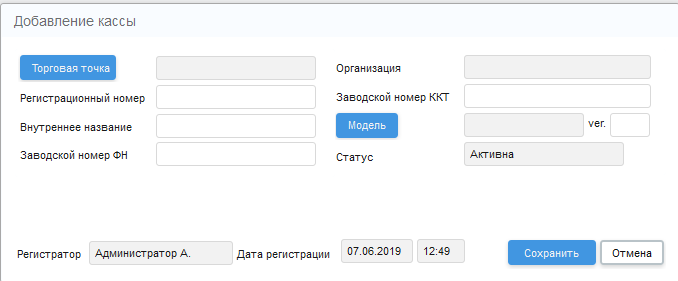 Добавление кассы
Торговая точка
Организация
Регистрационный номер
Заводской номер ККТ
Внутреннее название
Модель
ver.
Заводской номер ФН
Статус
Активна
Регистратор
Администратор А.
Дата регистрации
07.06.2019
12:49
Сохранить
Отмена